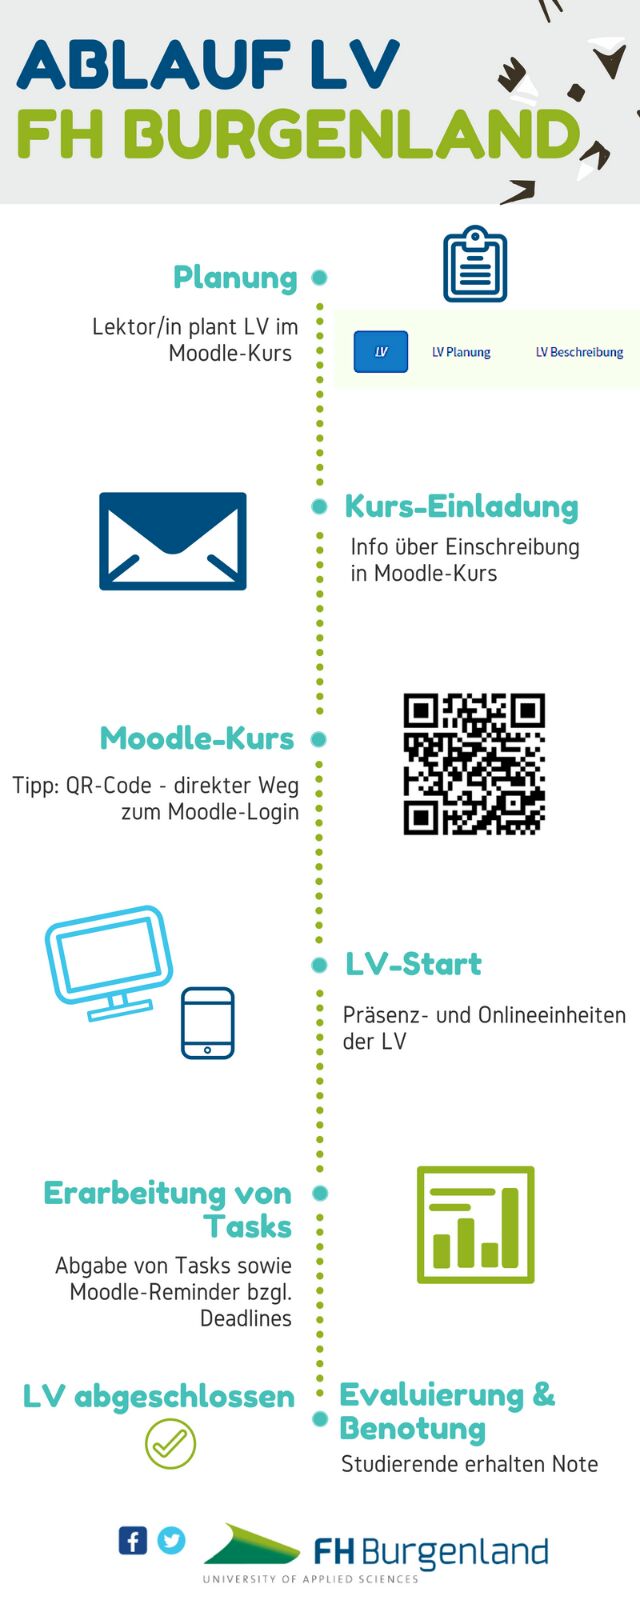 ABLAUF LV
FH BURGENLAND
Planung
Lektor/in plant LV im
Moodle-Kurs
LV LV Planung LV Beschreibung
Kurs-Einladung
Info über Einschreibung
in Moodle-Kurs
Moodle-Kurs
Tipp: QR-Code - direkter Weg
zum Moodle-Login
LV-Start
Präsenz- und Onlineeinheiten
der LV
Erarbeitung von
Tasks
Abgabe von Tasks sowie
Moodle-Reminder bzgl.
Deadlines
LV abgeschlossen
Evaluierung &
Benotung
Studierende erhalten Note
f
FH Burgenland
UNIVERSITY OF APPLIED SCIENCES